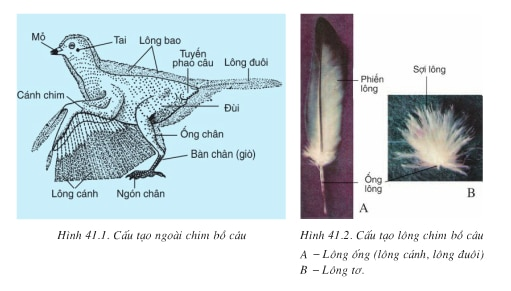 Mỏ
Tai
Lông bao
Tuyến
phao câu
Lông đuôi
Cánh chim
Đùi
Ống chân
Bàn chân (giò)
Lông cánh
Ngón chân
Hình 41.1. Cấu tạo ngoài chim bồ câu
Sợi lông
Phiến
lông
Ống
lông
A
B
Hình 41.2. Cấu tạo lông chim bồ câu
A – Lông ống (lông cánh, lông đuôi)
B – Lông tơ.